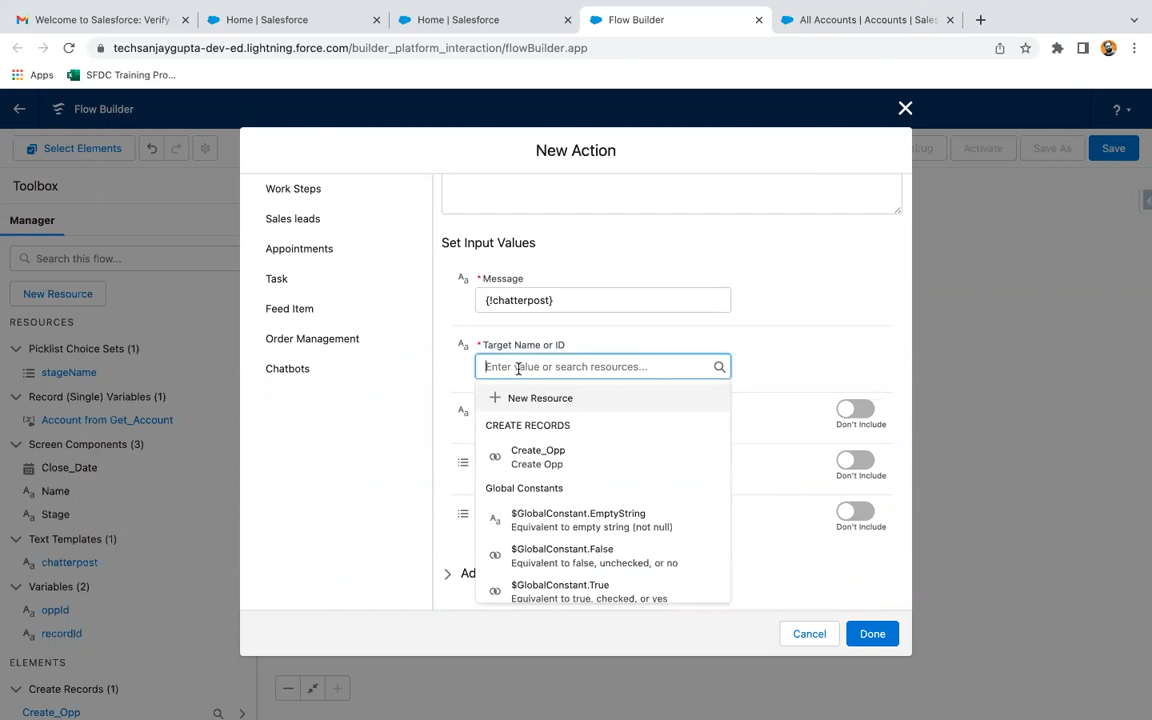 Welcome to Salesforce: Verify
Home | Salesforce
Home | Salesforce
Flow Builder
All Accounts | Accounts | Sales
techsanjaygupta-dev-ed.lightning.force.com/builder_platform_interaction/flowBuilder.app
Apps
SFDC Training Pro...
Flow Builder
?
Select Elements
bug
Activate
Save As
Save
New Action
Toolbox
Manager
Search this flow...
New Resource
RESOURCES
Picklist Choice Sets (1)
stageName
Record (Single) Variables (1)
Account from Get_Account
Screen Components (3)
Close_Date
Name
Stage
Text Templates (1)
chatterpost
Variables (2)
oppId
recordId
ELEMENTS
Create Records (1)
Create_Opp
Work Steps
Sales leads
Appointments
Task
Feed Item
Order Management
Chatbots
Set Input Values
Aa
* Message
{!chatterpost}
Aa
* Target Name or ID
Enter value or search resources...
New Resource
CREATE RECORDS
Create_Opp
Create Opp
Global Constants
Aa
$GlobalConstant.EmptyString
Equivalent to empty string (not null)
$GlobalConstant.False
Equivalent to false, unchecked, or no
$GlobalConstant.True
Equivalent to true, checked, or yes
Aa
Don't Include
Don't Include
Don't Include
Ad
Cancel
Done